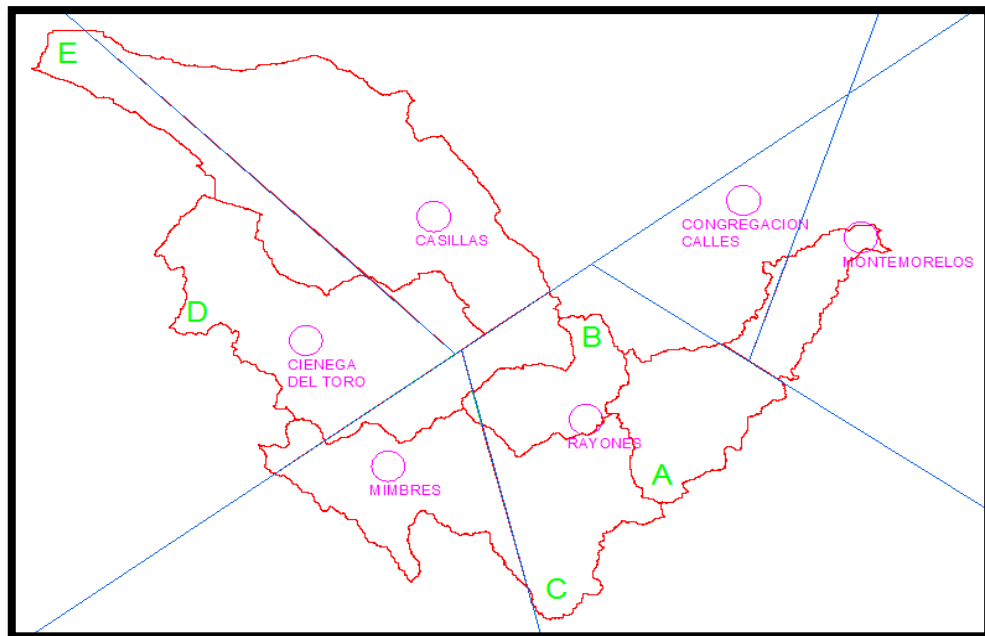 E
CASILLAS
CONGREGACION
CALLES
MONTEMORELOS
D
B
CIENEGA
DEL TORO
RAYONES
A
MIMBRES
C